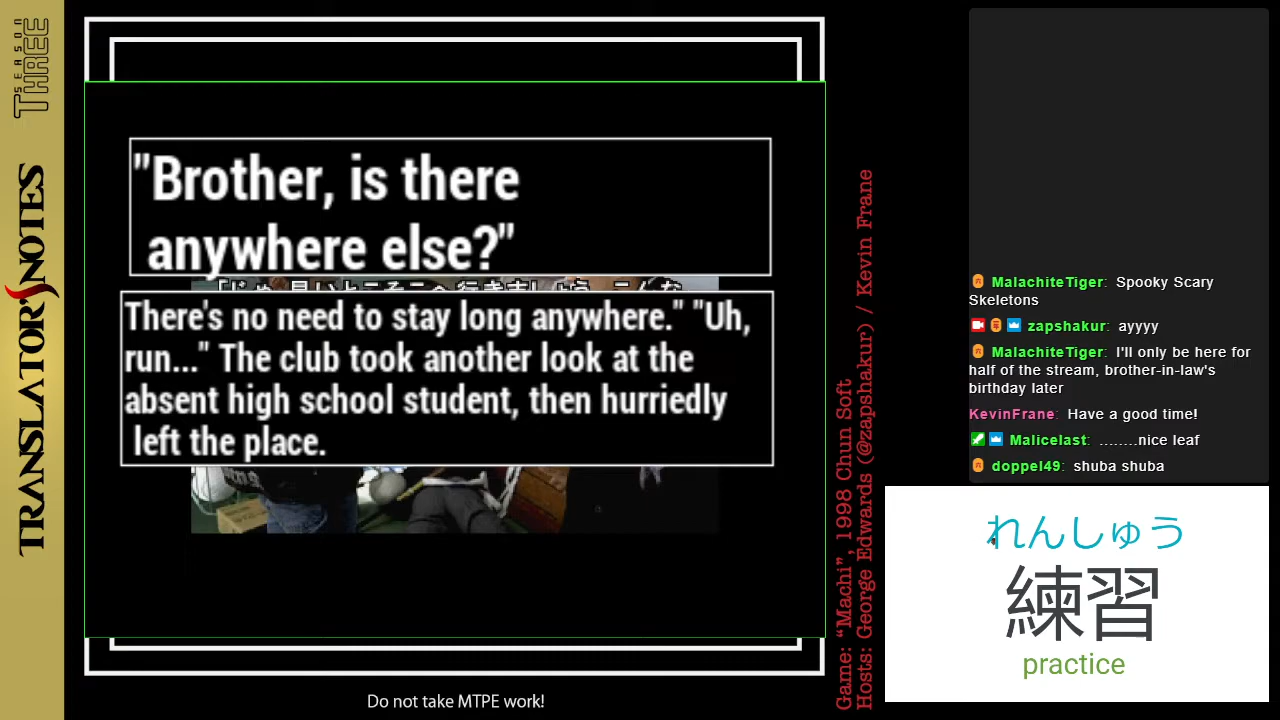 SEASON
THREE
TRANSLATOR'S NOTES
"Brother, is there
anywhere else?"
There's no need to stay long anywhere." "Uh,
run..." The club took another look at the
absent high school student, then hurriedly
left the place.
Game: "Machi", 1998 Chun Soft
Hosts: George Edwards (@zapshakur) / Kevin Frane
Do not take MTPE work!
MalachiteTiger: Spooky Scary
Skeletons
zapshakur: ayyyy
MalachiteTiger: I'll only be here for
half of the stream, brother-in-law's
birthday later
KevinFrane: Have a good time!
Malicelast: ........nice leaf
doppel49: shuba shuba
れんしゅう
練習
practice